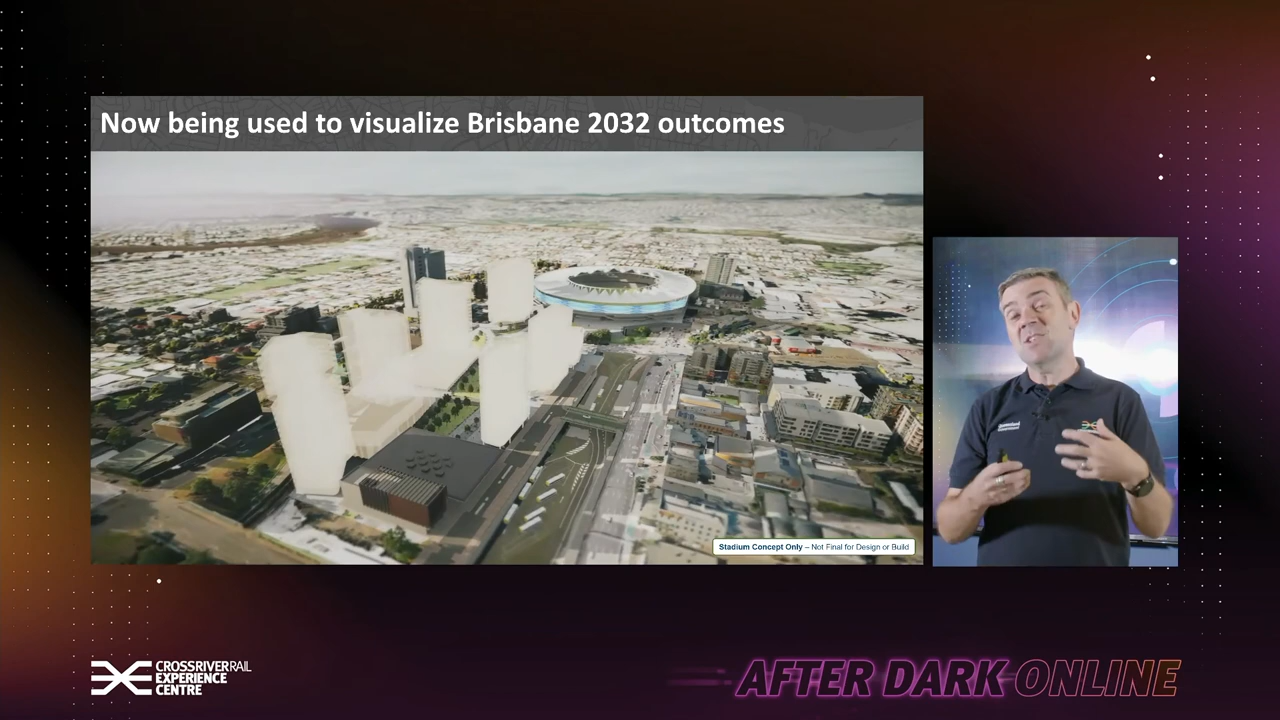 Now being used to visualize Brisbane 2032 outcomes
Stadium Concept Only – Not Final for Design or Build
CROSSRIVERRAIL
EXPERIENCE
CENTRE
AFTER DARK ONLINE